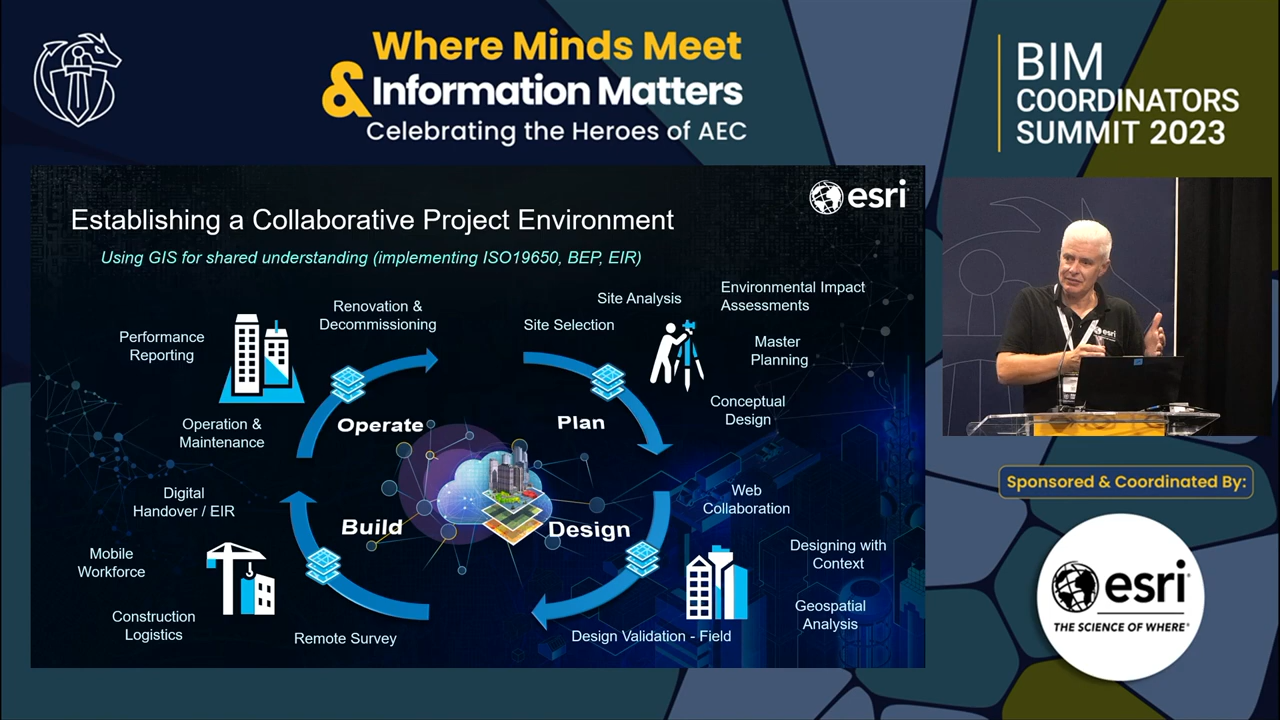 Where Minds Meet
& Information Matters
Celebrating the Heroes of AEC
BIM
COORDINATORS
SUMMIT 2023
esri
Establishing a Collaborative Project Environment
Using GIS for shared understanding (implementing ISO19650, BEP, EIR)
Renovation &
Decommissioning
Performance
Reporting
Operation &
Maintenance
Operate
Site Analysis
Site Selection
Environmental Impact
Assessments
Master
Planning
Conceptual
Design
Plan
Digital
Handover / EIR
Mobile
Workforce
Construction
Logistics
Remote Survey
Build
Web
Collaboration
Designing with
Context
Geospatial
Analysis
Design Validation - Field
Design
esri
Sponsored & Coordinated By:
esri
THE SCIENCE OF WHERE®